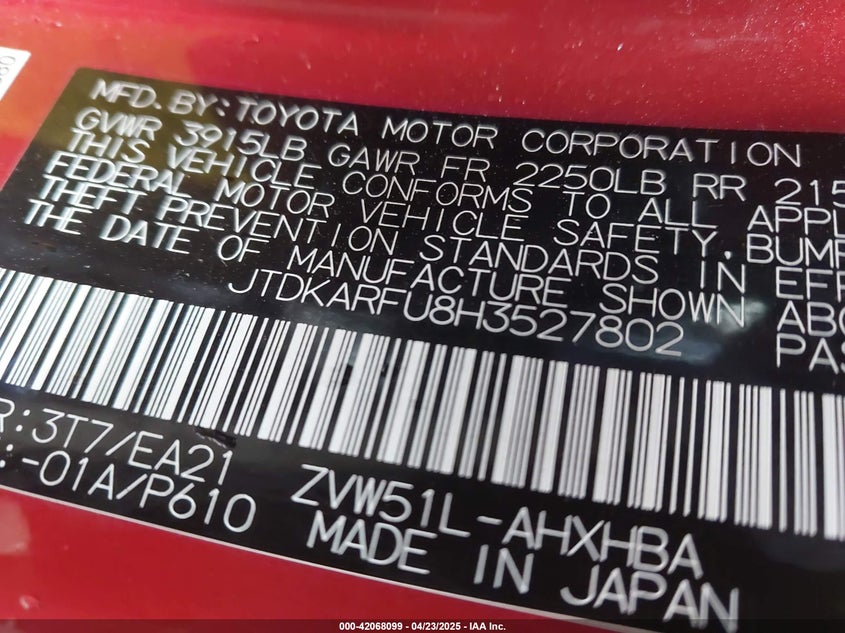 MFD. BY: TOYOTA MOTOR CORPORATION
GVWR 3915LB GAWR FR 2250LB RR 215
THIS VEHICLE CONFORMS TO ALL APPL
FEDERAL MOTOR VEHICLE SAFETY, BUMP
THEFT PREVENTION STANDARDS IN EFF
THE DATE OF MANUFACTURE SHOWN ABO
JTDKARFU8H3527802 PAS
R:3T7/EA21 ZVW51L-AHXHBA
:-01A/P610 MADE IN JAPAN
000-42068099 - 04/23/2025 - IAA Inc.